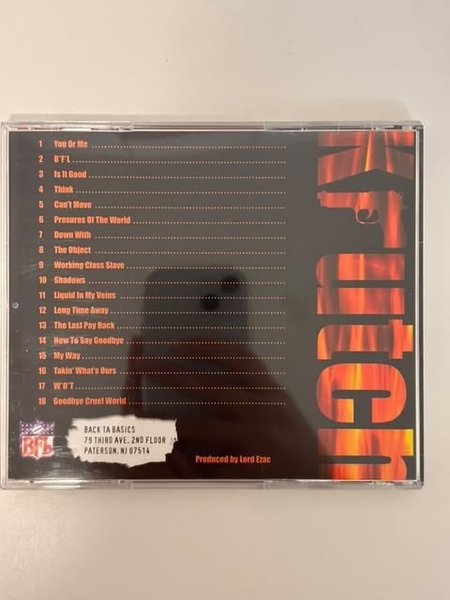 1 You Or Me
2 B'F'L
3 Is It Good
4 Think
5 Can't Move
6 Presures Of The World
7 Down With
8 The Object
9 Working Class Slave
10 Shadows
11 Liquid In My Veins
12 Long Time Away
13 The Last Pay Back
14 How To Say Goodbye
15 My Way
16 Takin' What's Ours
17 W'O'T
18 Goodbye Cruel World
Krutch
BFL
BACK TA BASICS
79 THIRD AVE, 2ND FLOOR
PATERSON, NJ 07514
Produced by Lord Ezac